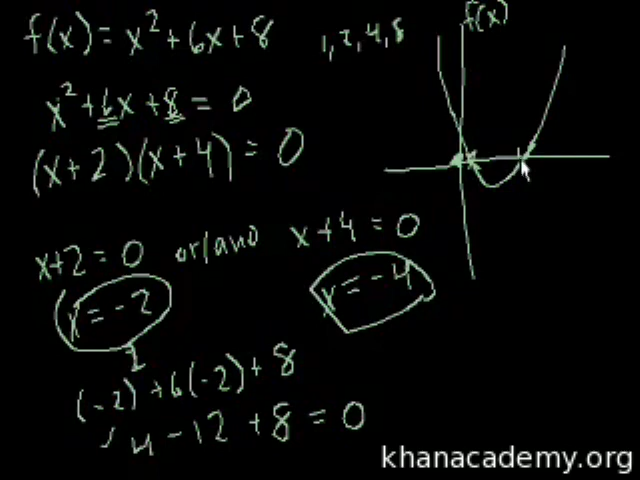 f(x) = x² + 6x + 8
1, 2, 4, 8
f(x)
x² + 6x + 8 = 0
(x + 2)(x + 4) = 0
x + 2 = 0 or/and x + 4 = 0
x = -2
x = -4
(-2)² + 6(-2) + 8
4 - 12 + 8 = 0
khanacademy.org